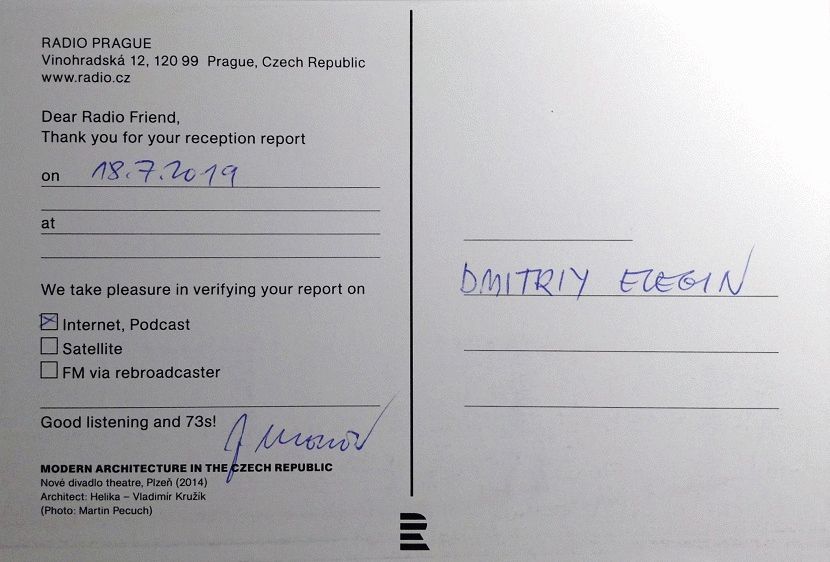 RADIO PRAGUE
Vinohradská 12, 120 99 Prague, Czech Republic
www.radio.cz
Dear Radio Friend,
Thank you for your reception report
on 18.7.2019
at
We take pleasure in verifying your report on
Internet, Podcast
Satellite
FM via rebroadcaster
Good listening and 73s!
MODERN ARCHITECTURE IN THE CZECH REPUBLIC
Nové divadlo theatre, Plzeň (2014)
Architect: Helika – Vladimír Kružík
(Photo: Martin Pecuch)
DMITRIY ELEGIN